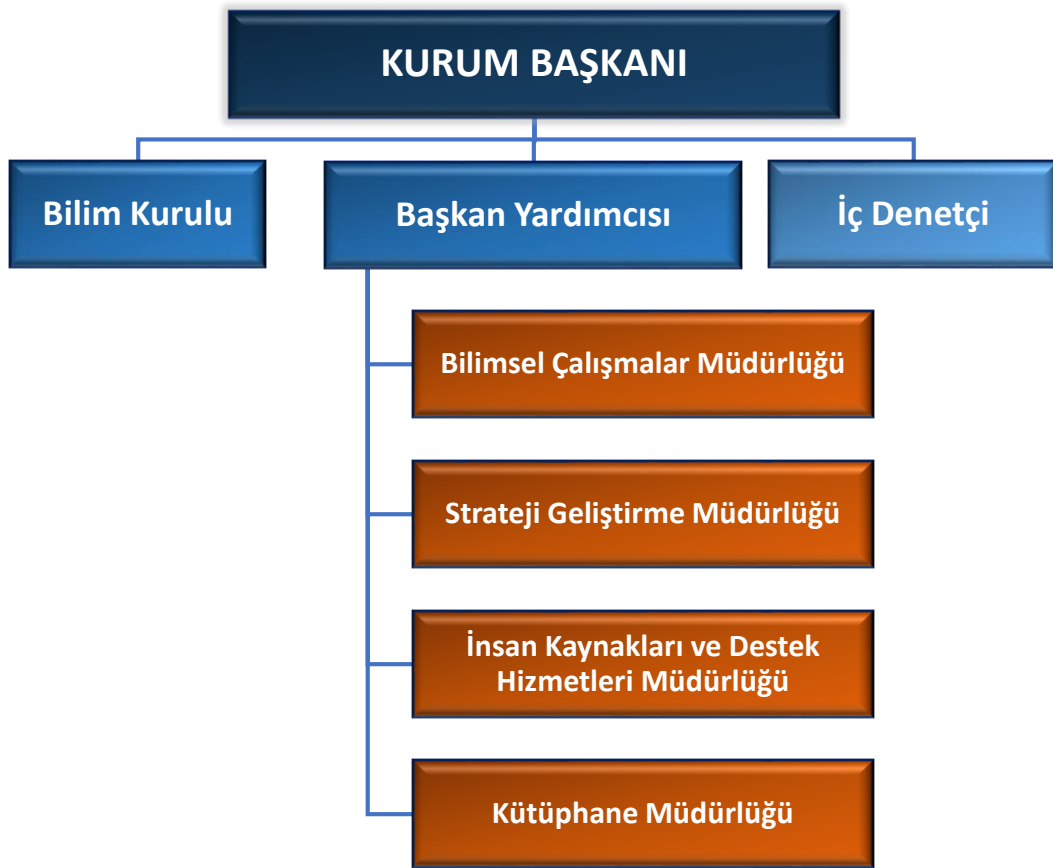 KURUM BAŞKANI
Bilim Kurulu
Başkan Yardımcısı
İç Denetçi
Bilimsel Çalışmalar Müdürlüğü
Strateji Geliştirme Müdürlüğü
İnsan Kaynakları ve Destek
Hizmetleri Müdürlüğü
Kütüphane Müdürlüğü